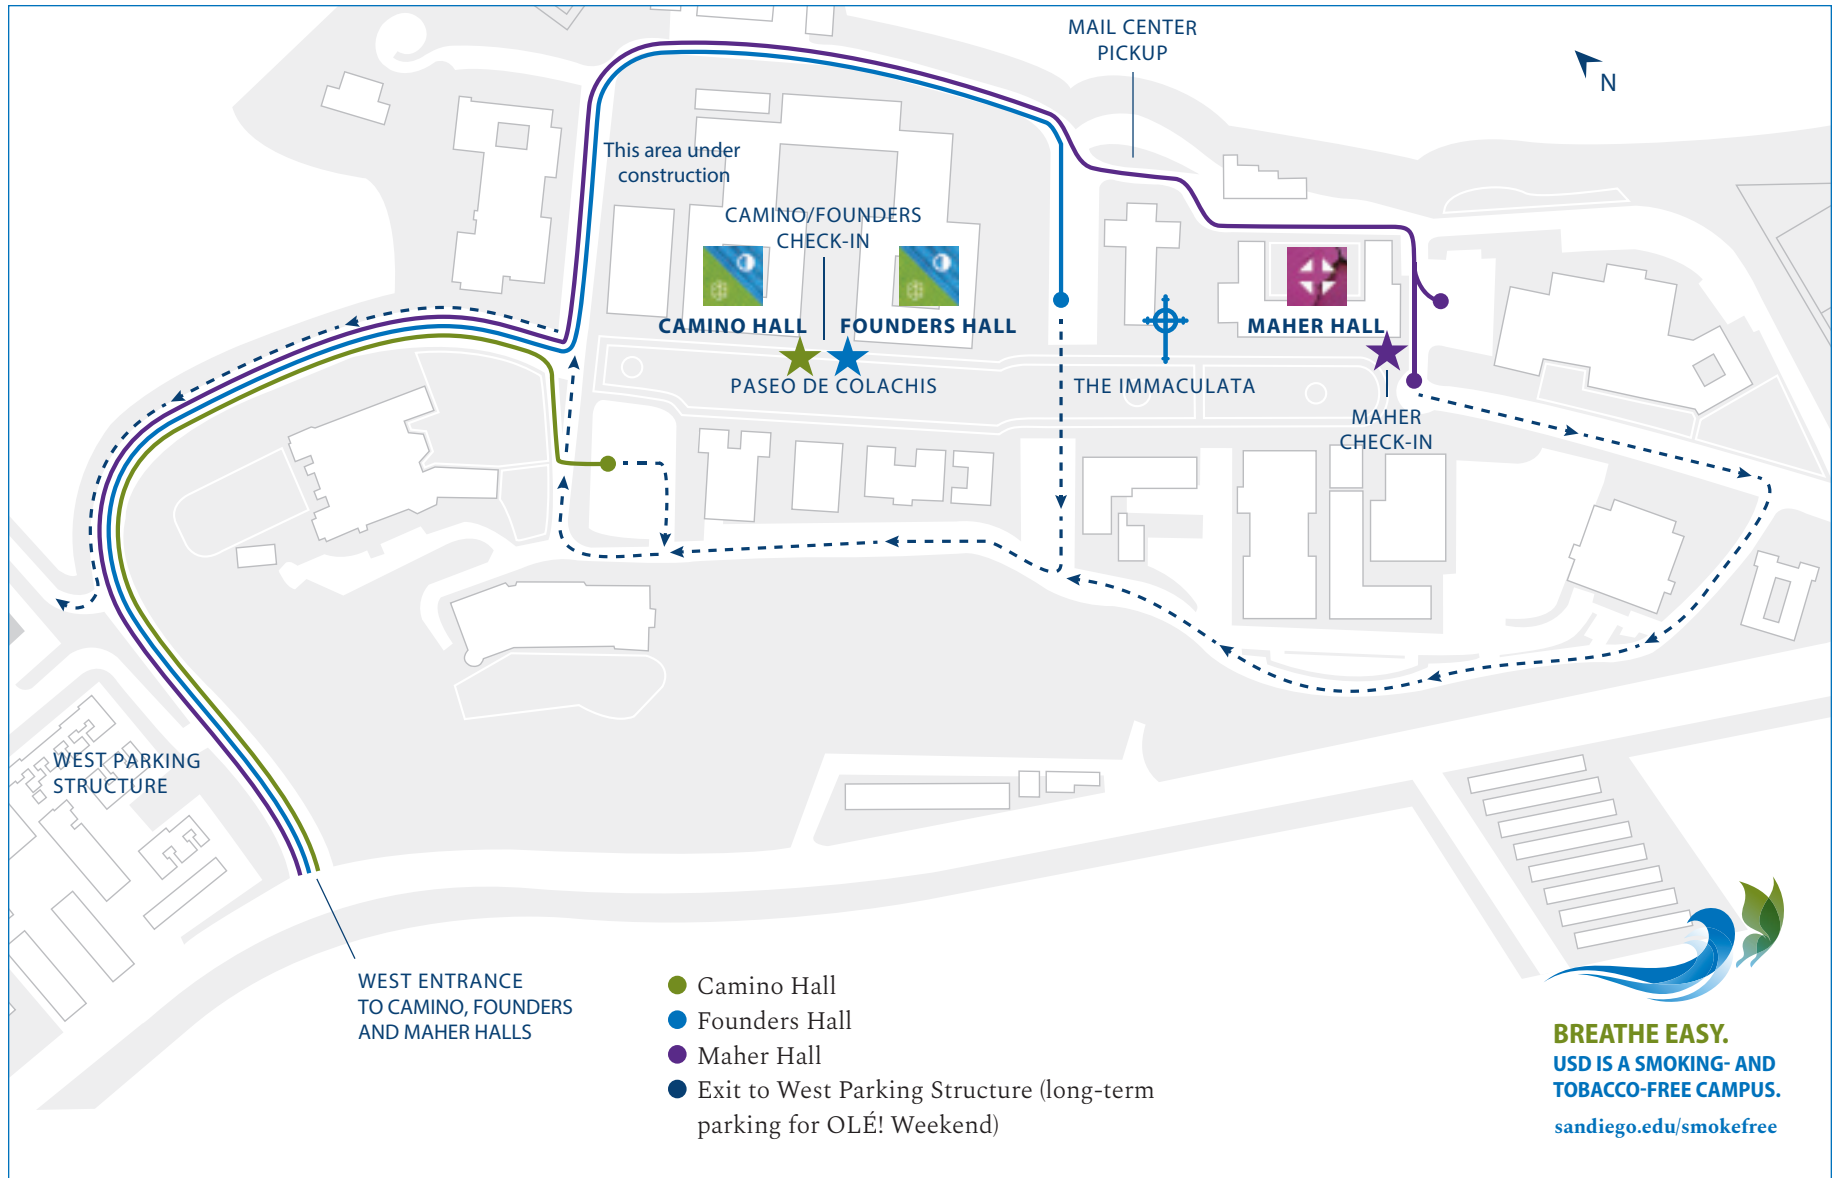 MAIL CENTER
PICKUP
N
This area under
construction
CAMINO/FOUNDERS
CHECK-IN
CAMINO HALL
FOUNDERS HALL
MAHER HALL
PASEO DE COLACHIS
THE IMMACULATA
MAHER
CHECK-IN
WEST PARKING
STRUCTURE
WEST ENTRANCE
TO CAMINO, FOUNDERS
AND MAHER HALLS
Camino Hall
Founders Hall
Maher Hall
Exit to West Parking Structure (long-term
parking for OLÉ! Weekend)
BREATHE EASY.
USD IS A SMOKING- AND
TOBACCO-FREE CAMPUS.
sandiego.edu/smokefree